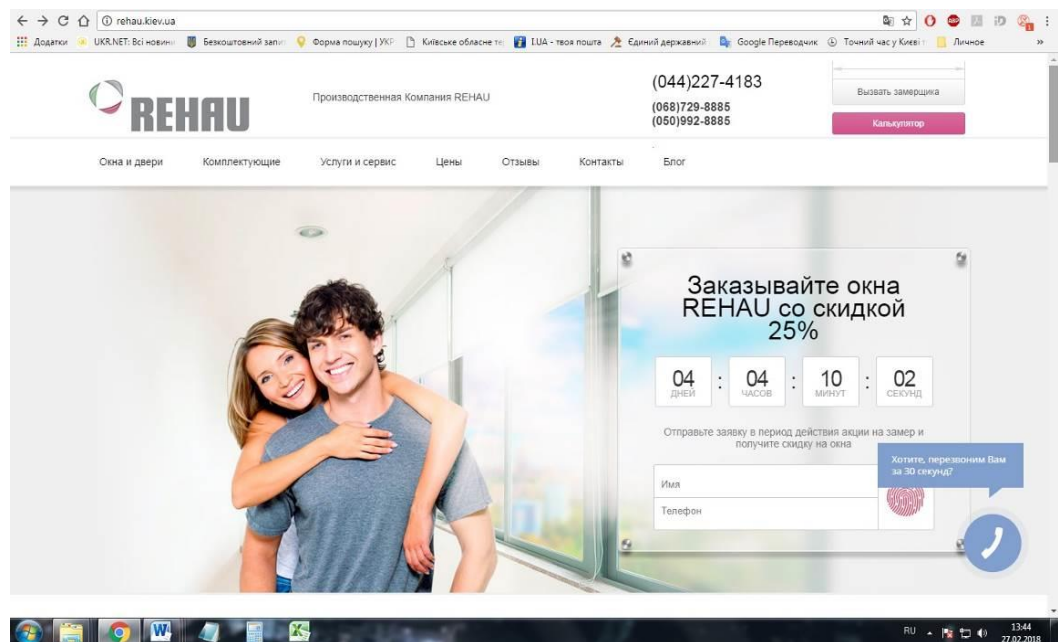 rehau.kiev.ua
Додатки
UKR.NET: Всі новини
Безкоштовний запис
Форма пошуку | УКР
Київське обласне те
I.UA - твоя пошта
Єдиний державний
Google Переводчик
Точний час у Києві
Личное
»
REHAU
Производственная Компания REHAU
(044)227-4183
(068)729-8885
(050)992-8885
Вызвать замерщика
Калькулятор
Окна и двери
Комплектующие
Услуги и сервис
Цены
Отзывы
Контакты
Блог
Заказывайте окна
REHAU со скидкой
25%
04 : 04 : 10 : 02
ДНЕЙ ЧАСОВ МИНУТ СЕКУНД
Отправьте заявку в период действия акции на замер и
получите скидку на окна
Хотите, перезвоним Вам
за 30 секунд?
Имя
Телефон
RU
13:44
27.02.2018